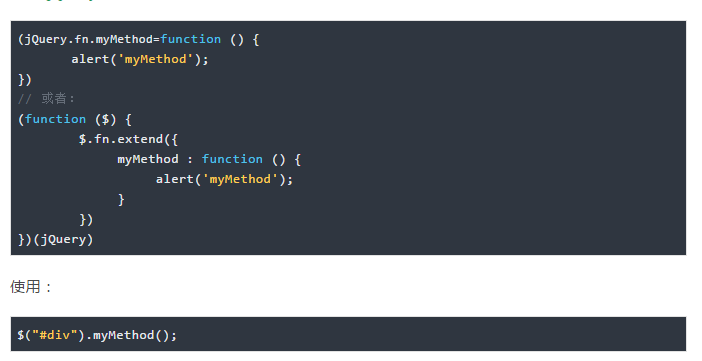 (jQuery.fn.myMethod=function () {
       alert('myMethod');
})
// 或者：
(function ($) {
        $.fn.extend({
             myMethod : function () {
                  alert('myMethod');
             }
        })
})(jQuery)
使用：
$("#div").myMethod();